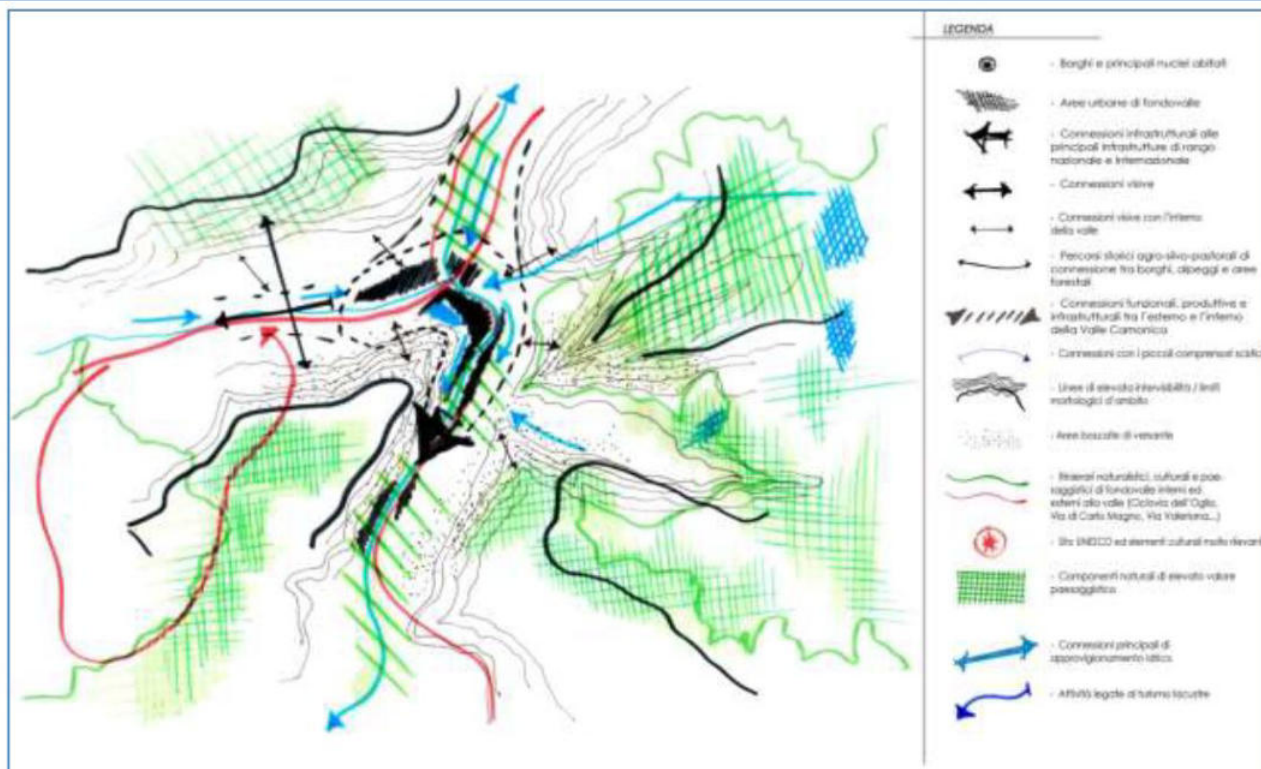 LEGENDA
- Borghi e principali nuclei abitati
- Aree urbane di fondovalle
- Connessioni infrastrutturali alle
principali infrastrutture di rango
nazionale e internazionale
- Connessioni visive
- Connessioni visive con l'interno
della valle
- Percorsi storici agro-silvo-pastorali di
connessione tra borghi, alpeggi e aree
forestali
- Connessioni funzionali, produttive e
infrastrutturali tra l'esterno e l'interno
della Valle Camonica
- Connessioni con i piccoli comprensori sciistic
- Linee di elevata intervisibilità / limiti
morfologici d'ambito
- Aree boscate di versante
- Itinerari naturalistici, culturali e pae-
saggistici di fondovalle interni ed
esterni alla valle (Ciclovia dell'Oglio,
Via di Carlo Magno, Via Valeriana...)
- Siti UNESCO ed elementi culturali molto rilevant
- Componenti naturali di elevato valore
paesaggistico
- Connessioni principali di
approvigionamento idrico
- Attività legate al turismo lacustre